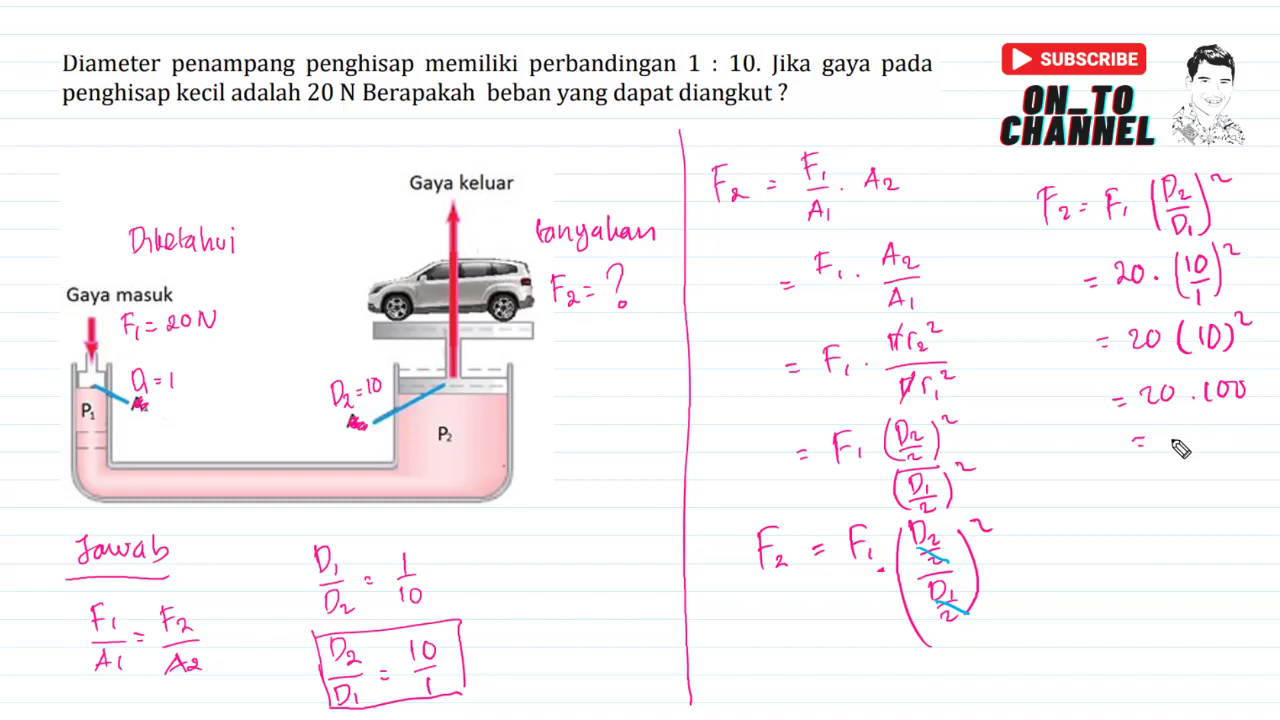 Diameter penampang penghisap memiliki perbandingan 1 : 10. Jika gaya pada
penghisap kecil adalah 20 N Berapakah beban yang dapat diangkut ?
SUBSCRIBE
ON_TO
CHANNEL
Gaya keluar
Diketahui
tanyakan
F₂ = ?
Gaya masuk
F₁ = 20 N
D₁ = 1
P₁
D₂ = 10
P₂
Jawab
F₁/A₁ = F₂/A₂
D₁/D₂ = 1/10
D₂/D₁ = 10/1
F₂ = F₁/A₁ . A₂
= F₁ . A₂/A₁
= F₁ . πr₂²/πr₁²
= F₁ (D₂/2)²/(D₁/2)²
F₂ = F₁ . ((D₂/2)/(D₁/2))²
F₂ = F₁ (D₂/D₁)²
= 20 . (10/1)²
= 20 (10)²
= 20 . 100
=